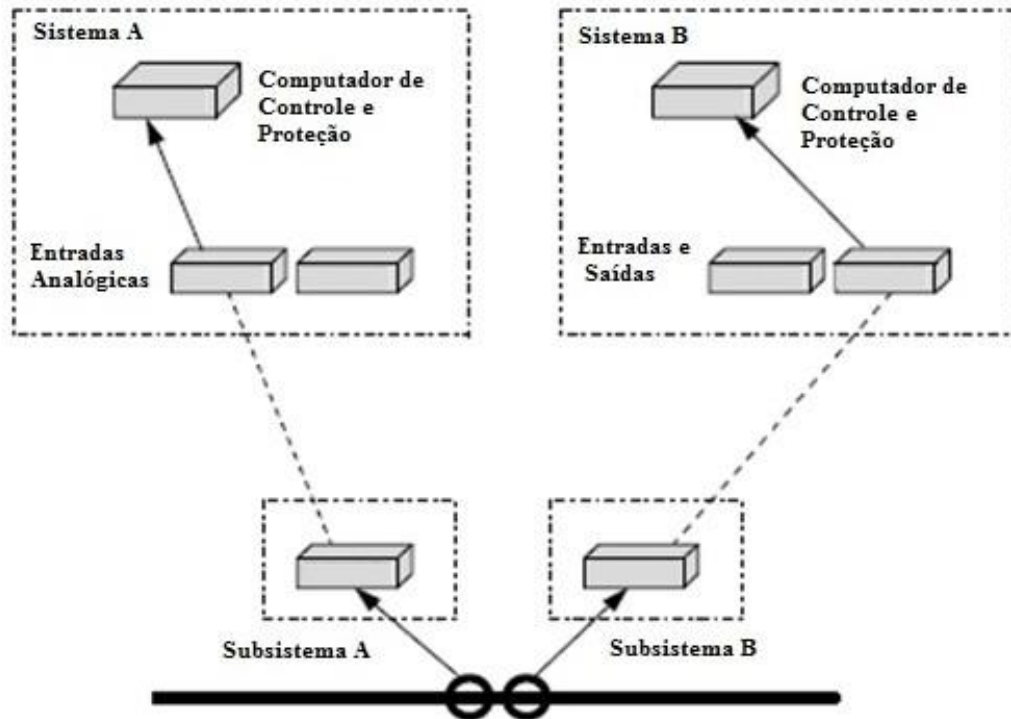 Sistema A
Computador de
Controle e
Proteção
Entradas
Analógicas
Sistema B
Computador de
Controle e
Proteção
Entradas e
Saídas
Subsistema A
Subsistema B